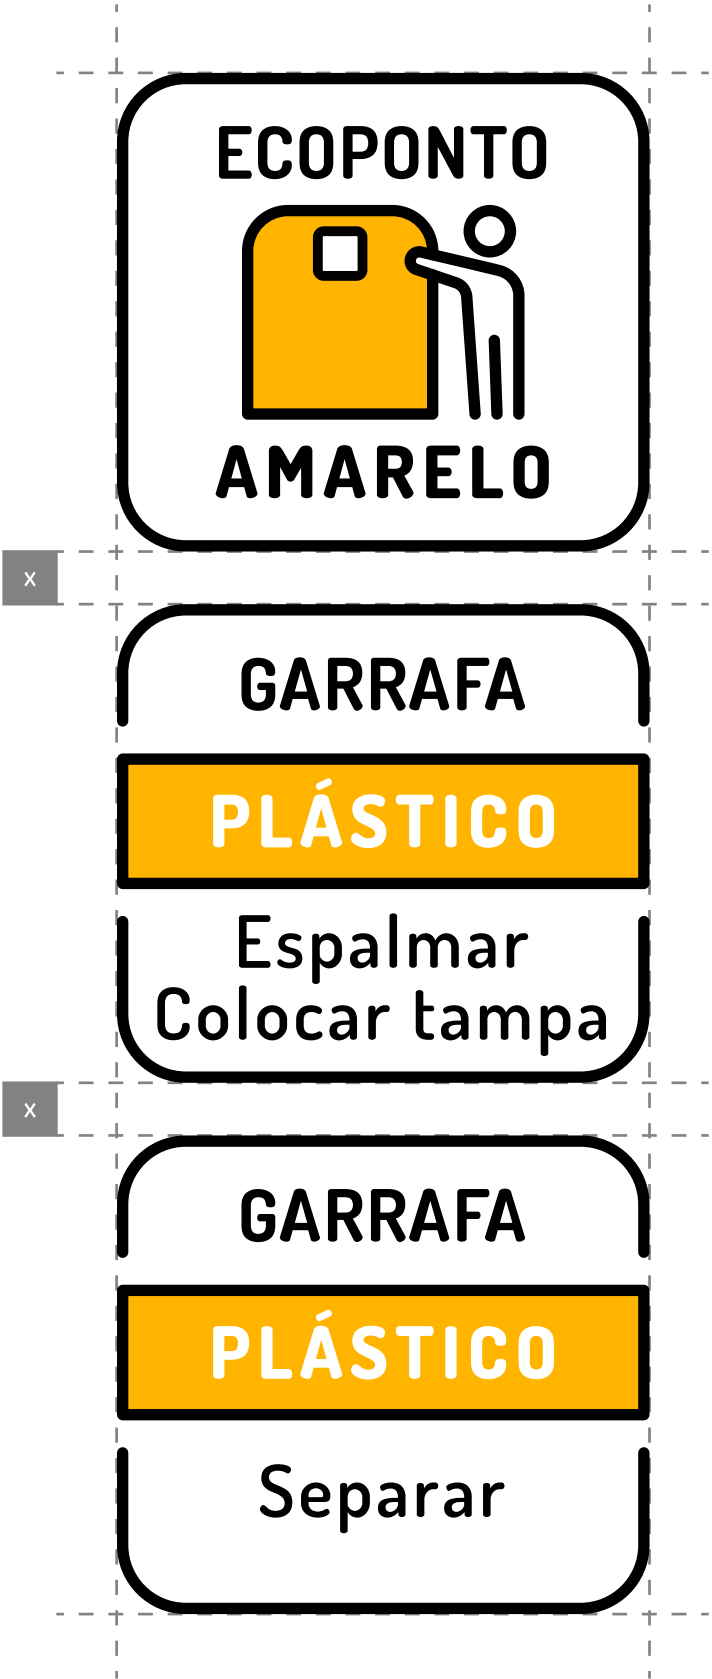 ECOPONTO
AMARELO
x
GARRAFA
PLÁSTICO
Espalmar
Colocar tampa
x
GARRAFA
PLÁSTICO
Separar